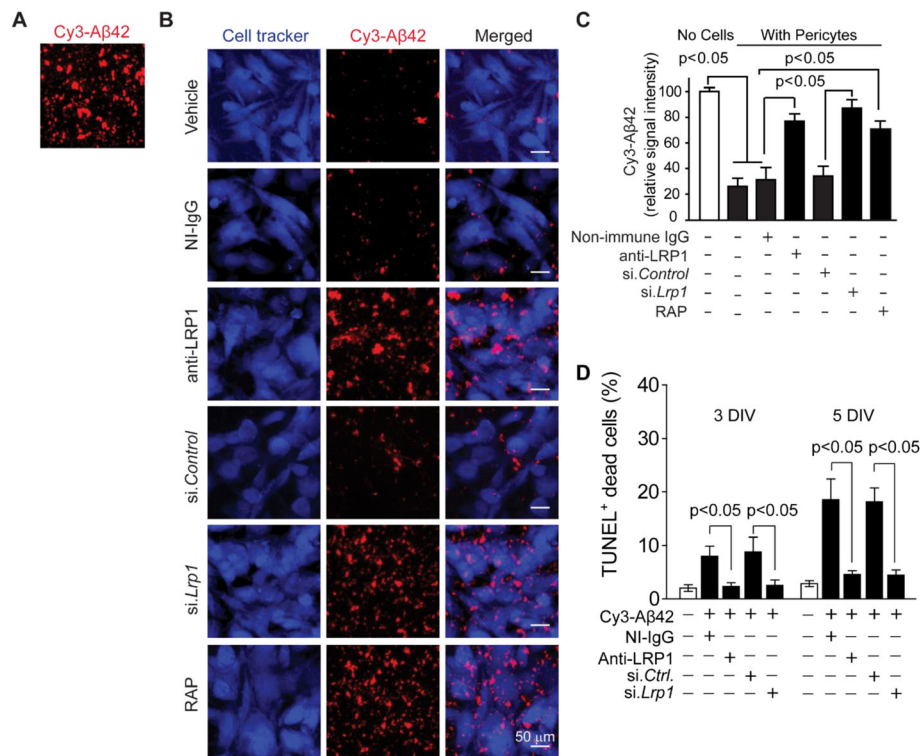 A
Cy3-Aβ42
B
Cell tracker Cy3-Aβ42 Merged
Vehicle
NI-IgG
anti-LRP1
si.Control
si.Lrp1
RAP
50 μm
C
No Cells With Pericytes
p<0.05 p<0.05
p<0.05
Cy3-Aβ42
(relative signal intensity)
100
80
60
40
20
0
Non-immune IgG – – + – – – –
anti-LRP1 – – – + – – –
si.Control – – – – + – –
si.Lrp1 – – – – – + –
RAP – – – – – – +
D
TUNEL+ dead cells (%)
40
30
20
10
0
3 DIV 5 DIV
p<0.05 p<0.05
p<0.05 p<0.05
Cy3-Aβ42 – + + + + – + + + +
NI-IgG – + – – – – + – – –
Anti-LRP1 – – + – – – – + – –
si.Ctrl. – – – + – – – – + –
si.Lrp1 – – – – + – – – – +